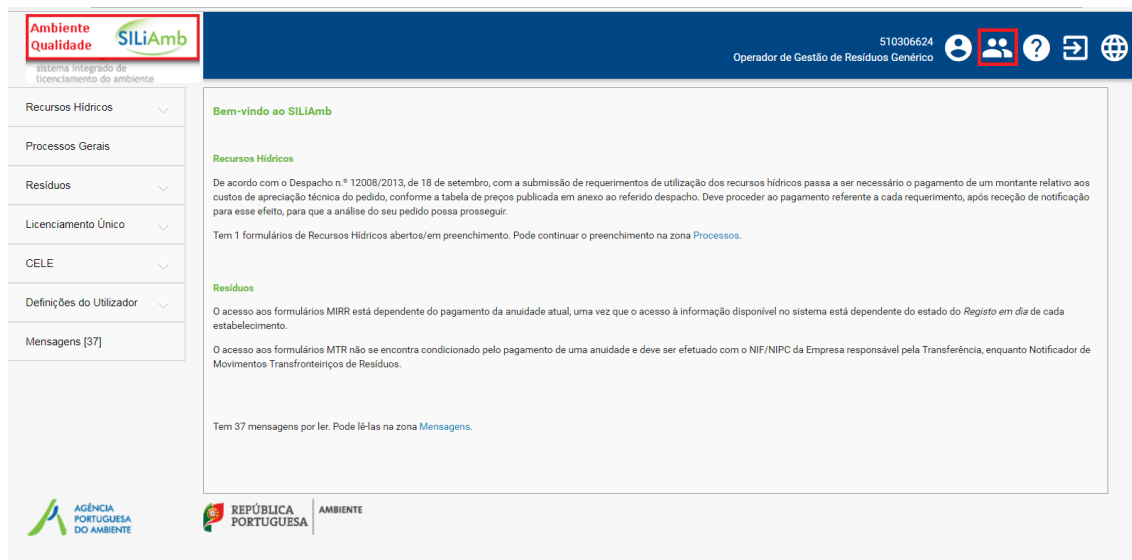 Ambiente
Qualidade
SILiAmb
sistema integrado de
licenciamento do ambiente
510306624
Operador de Gestão de Resíduos Genérico
Recursos Hídricos
Processos Gerais
Resíduos
Licenciamento Único
CELE
Definições do Utilizador
Mensagens [37]
Bem-vindo ao SILiAmb
Recursos Hídricos
De acordo com o Despacho n.º 12008/2013, de 18 de setembro, com a submissão de requerimentos de utilização dos recursos hídricos passa a ser necessário o pagamento de um montante relativo aos
custos de apreciação técnica do pedido, conforme a tabela de preços publicada em anexo ao referido despacho. Deve proceder ao pagamento referente a cada requerimento, após receção de notificação
para esse efeito, para que a análise do seu pedido possa prosseguir.
Tem 1 formulários de Recursos Hídricos abertos/em preenchimento. Pode continuar o preenchimento na zona Processos.
Resíduos
O acesso aos formulários MIRR está dependente do pagamento da anuidade atual, uma vez que o acesso à informação disponível no sistema está dependente do estado do Registo em dia de cada
estabelecimento.
O acesso aos formulários MTR não se encontra condicionado pelo pagamento de uma anuidade e deve ser efetuado com o NIF/NIPC da Empresa responsável pela Transferência, enquanto Notificador de
Movimentos Transfronteiriços de Resíduos.
Tem 37 mensagens por ler. Pode lê-las na zona Mensagens.
AGÊNCIA
PORTUGUESA
DO AMBIENTE
REPÚBLICA
PORTUGUESA
AMBIENTE